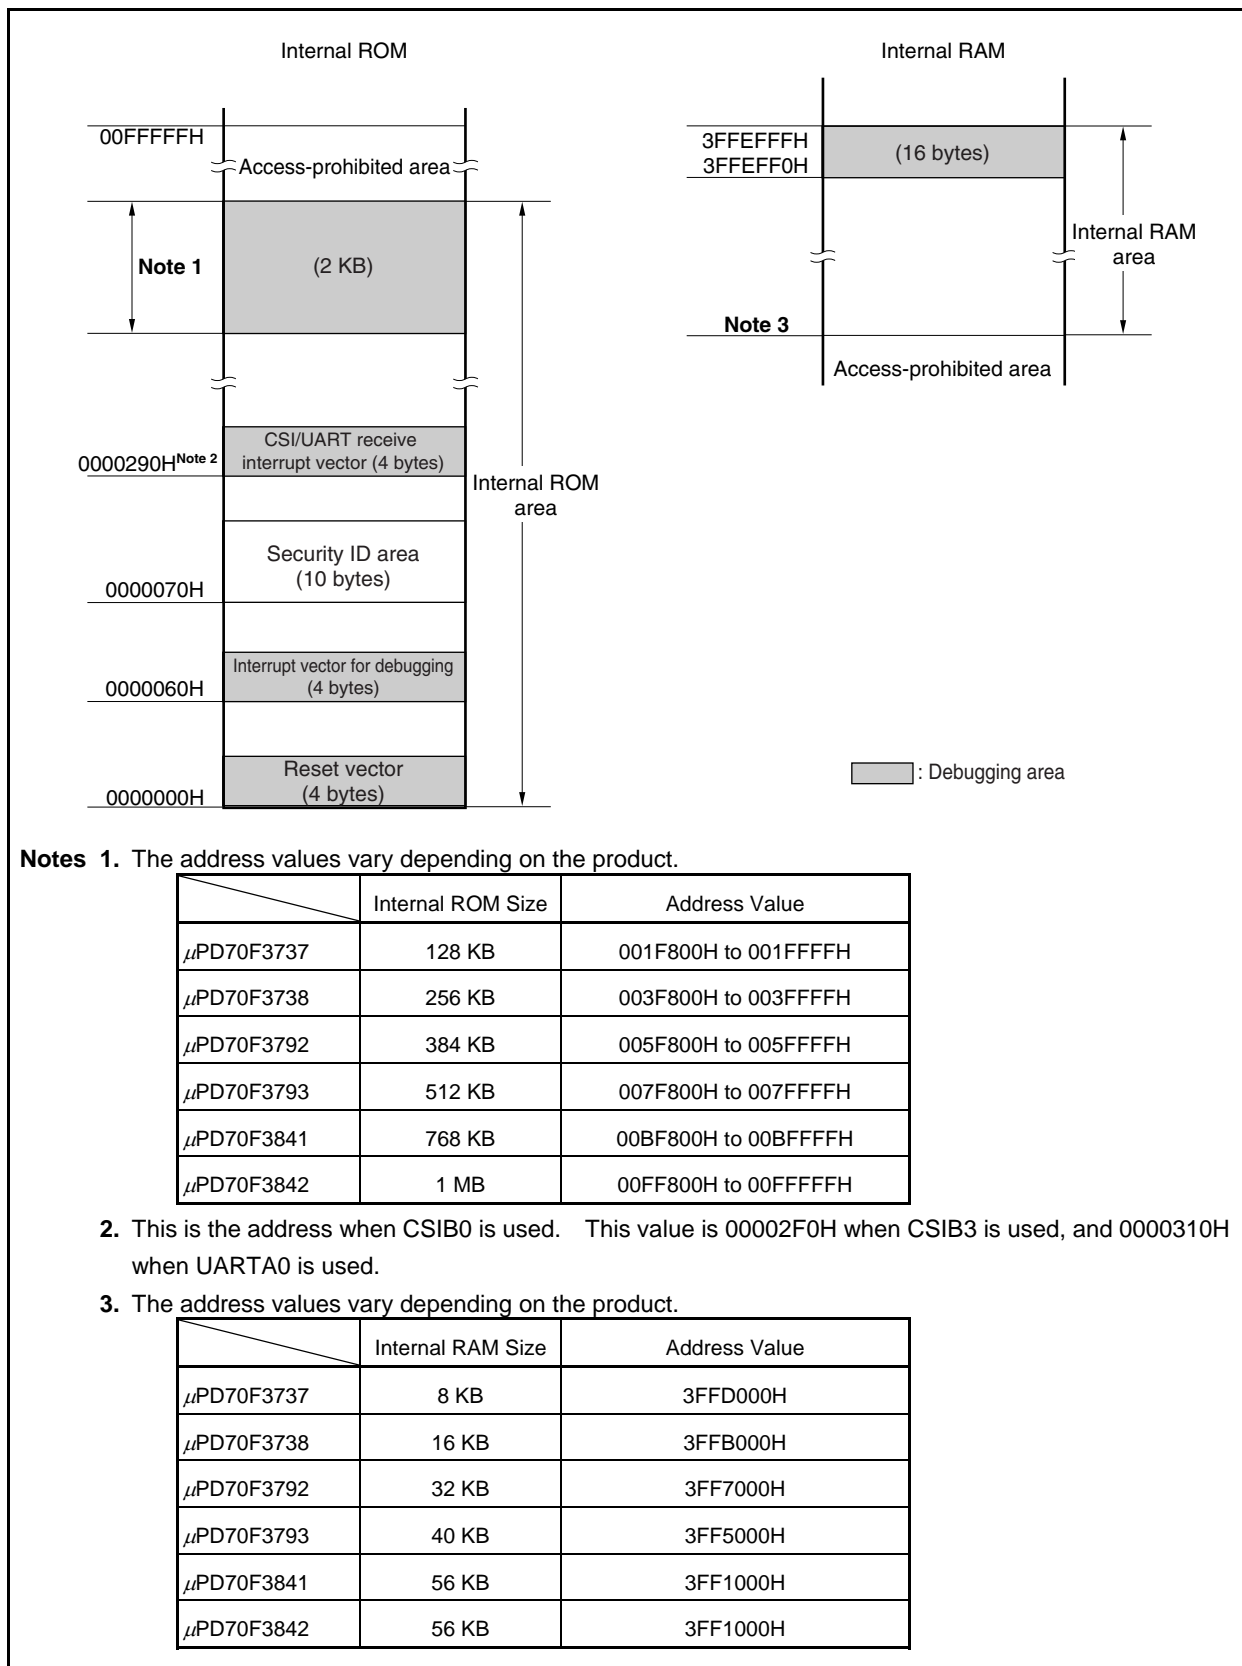 Internal ROM
00FFFFFH
Access-prohibited area
Note 1
(2 KB)
CSI/UART receive
interrupt vector (4 bytes)
0000290H Note 2
Internal ROM
area
Security ID area
(10 bytes)
0000070H
Interrupt vector for debugging
(4 bytes)
0000060H
Reset vector
(4 bytes)
0000000H
Internal RAM
3FFEFFFH
3FFEFF0H
(16 bytes)
Internal RAM
area
Note 3
Access-prohibited area
: Debugging area
Notes 1. The address values vary depending on the product.
Internal ROM Size Address Value
μPD70F3737 128 KB 001F800H to 001FFFFH
μPD70F3738 256 KB 003F800H to 003FFFFH
μPD70F3792 384 KB 005F800H to 005FFFFH
μPD70F3793 512 KB 007F800H to 007FFFFH
μPD70F3841 768 KB 00BF800H to 00BFFFFH
μPD70F3842 1 MB 00FF800H to 00FFFFFH
2. This is the address when CSIB0 is used. This value is 00002F0H when CSIB3 is used, and 0000310H
when UARTA0 is used.
3. The address values vary depending on the product.
Internal RAM Size Address Value
μPD70F3737 8 KB 3FFD000H
μPD70F3738 16 KB 3FFB000H
μPD70F3792 32 KB 3FF7000H
μPD70F3793 40 KB 3FF5000H
μPD70F3841 56 KB 3FF1000H
μPD70F3842 56 KB 3FF1000H